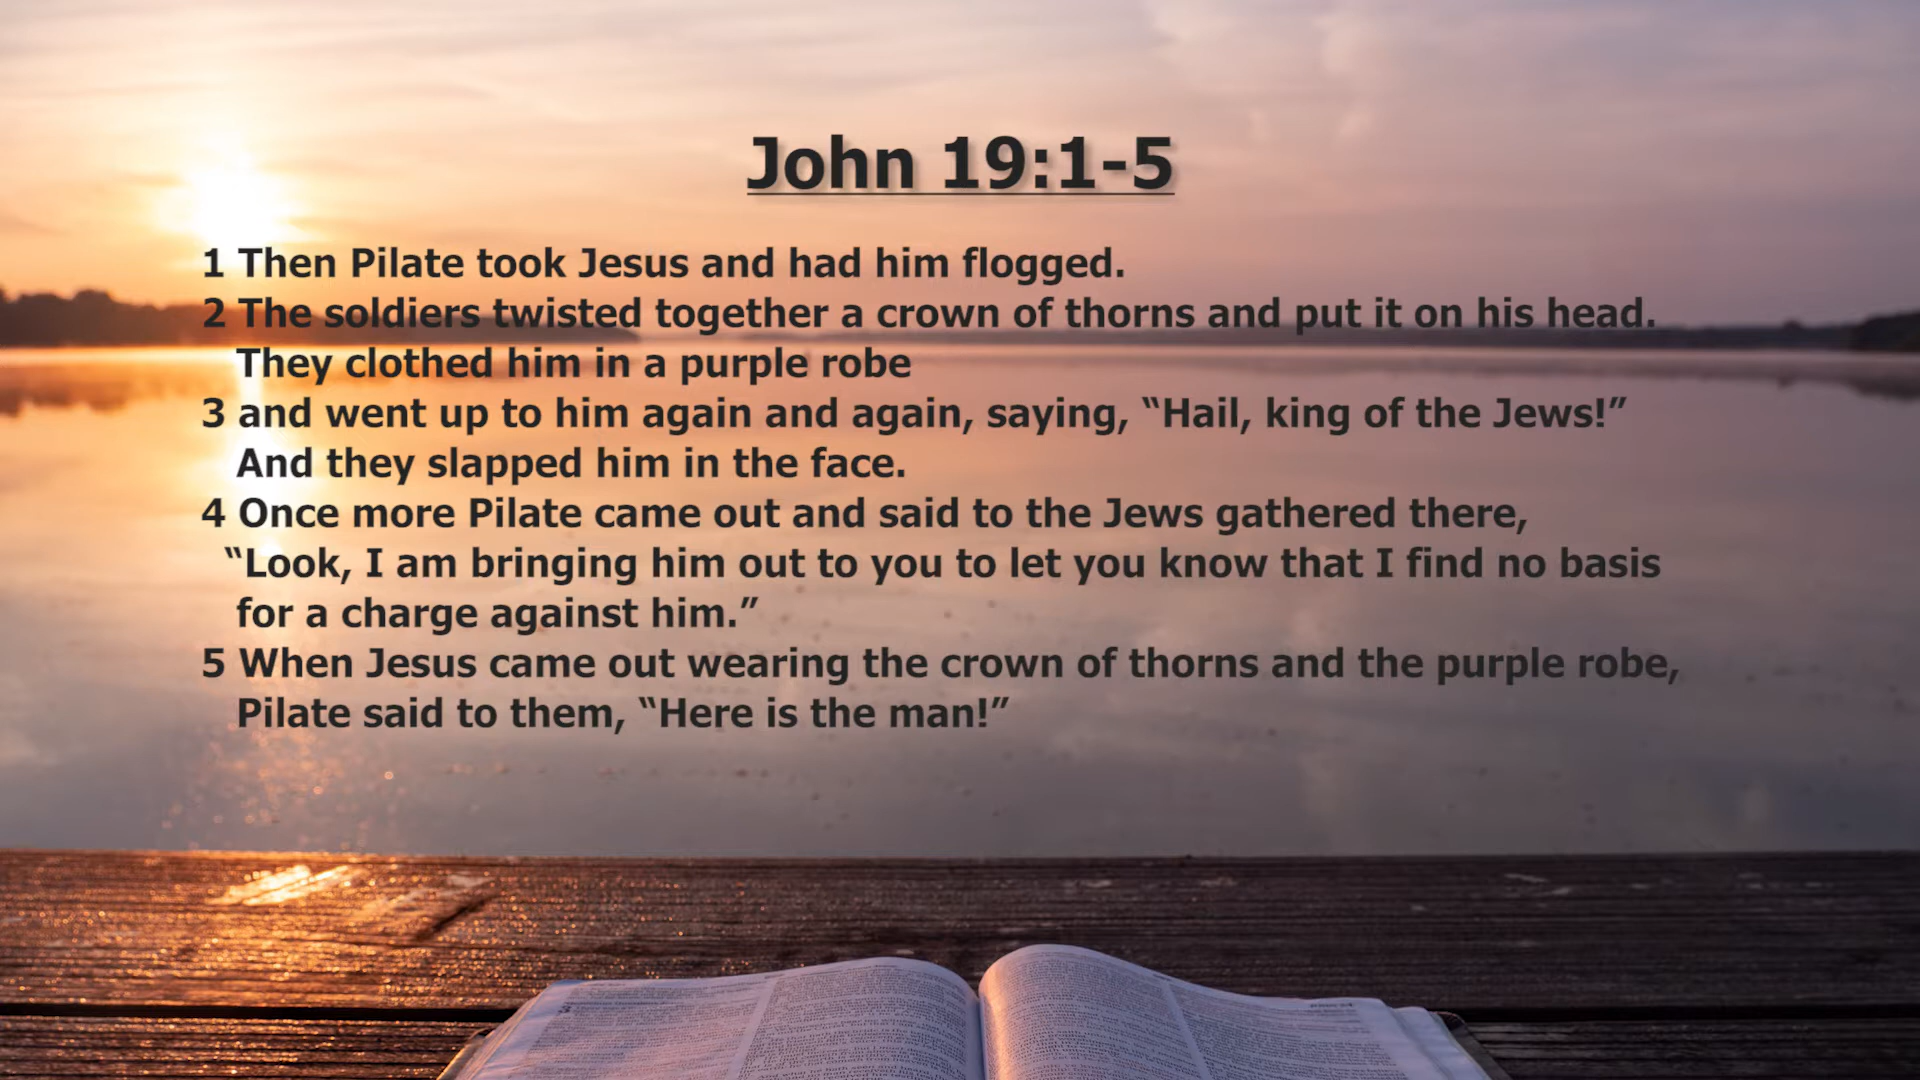 John 19:1-5
1 Then Pilate took Jesus and had him flogged.
2 The soldiers twisted together a crown of thorns and put it on his head.
They clothed him in a purple robe
3 and went up to him again and again, saying, “Hail, king of the Jews!”
And they slapped him in the face.
4 Once more Pilate came out and said to the Jews gathered there,
“Look, I am bringing him out to you to let you know that I find no basis
for a charge against him.”
5 When Jesus came out wearing the crown of thorns and the purple robe,
Pilate said to them, “Here is the man!”